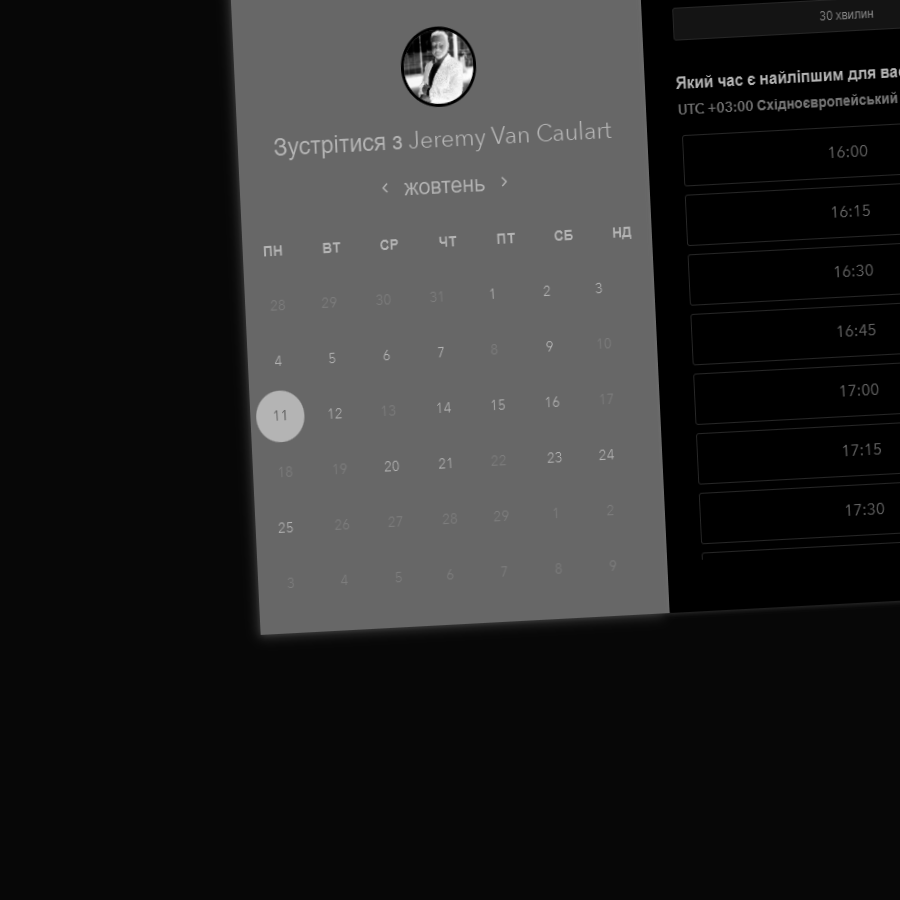 Зустрітися з Jeremy Van Caulart
‹ жовтень ›
ПН ВТ СР ЧТ ПТ СБ НД
28 29 30 31 1 2 3
4 5 6 7 8 9 10
11 12 13 14 15 16 17
18 19 20 21 22 23 24
25 26 27 28 29 1 2
3 4 5 6 7 8 9
30 хвилин
Який час є найліпшим для
UTC +03:00 Східноєвропейський
16:00
16:15
16:30
16:45
17:00
17:15
17:30